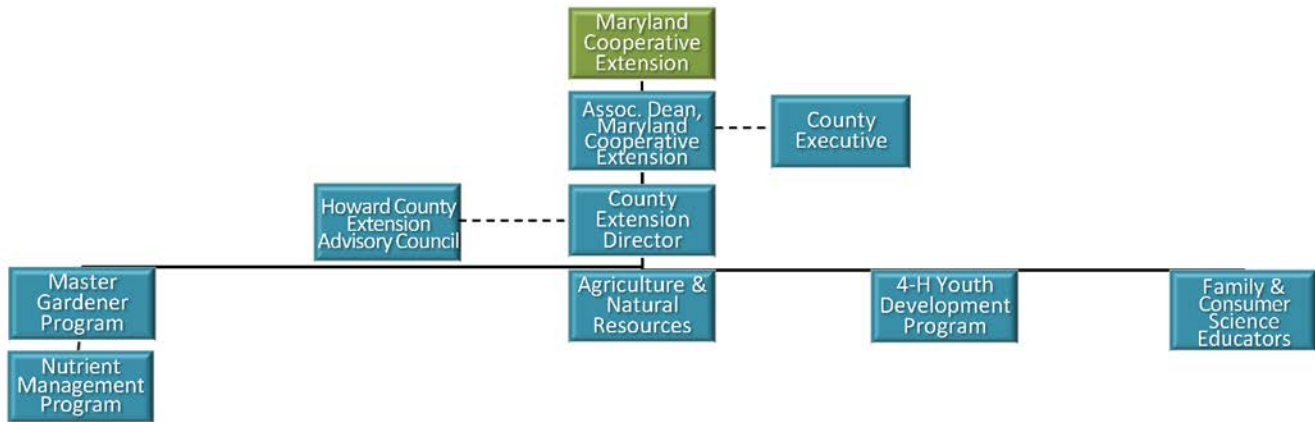 Maryland
Cooperative
Extension
Assoc. Dean,
Maryland
Cooperative
Extension
County
Executive
Howard County
Extension
Advisory Council
County
Extension
Director
Master
Gardener
Program
Agriculture &
Natural
Resources
4-H Youth
Development
Program
Family &
Consumer
Science
Educators
Nutrient
Management
Program